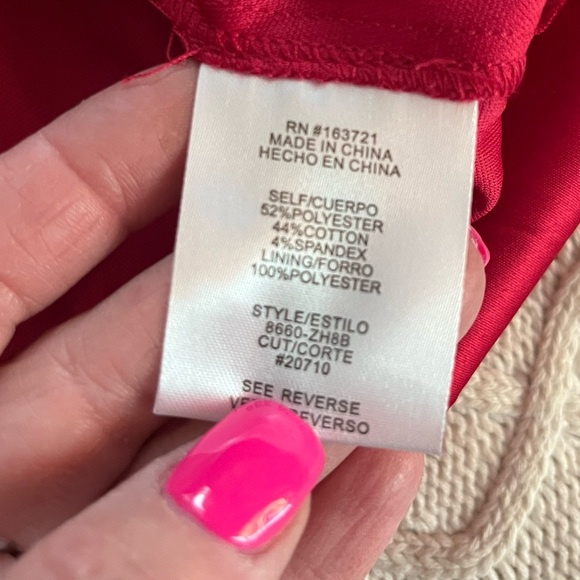 RN #163721
MADE IN CHINA
HECHO EN CHINA
SELF/CUERPO
52%POLYESTER
44%COTTON
4%SPANDEX
LINING/FORRO
100%POLYESTER
STYLE/ESTILO
8660-ZH8B
CUT/CORTE
#20710
SEE REVERSE
REVERSO